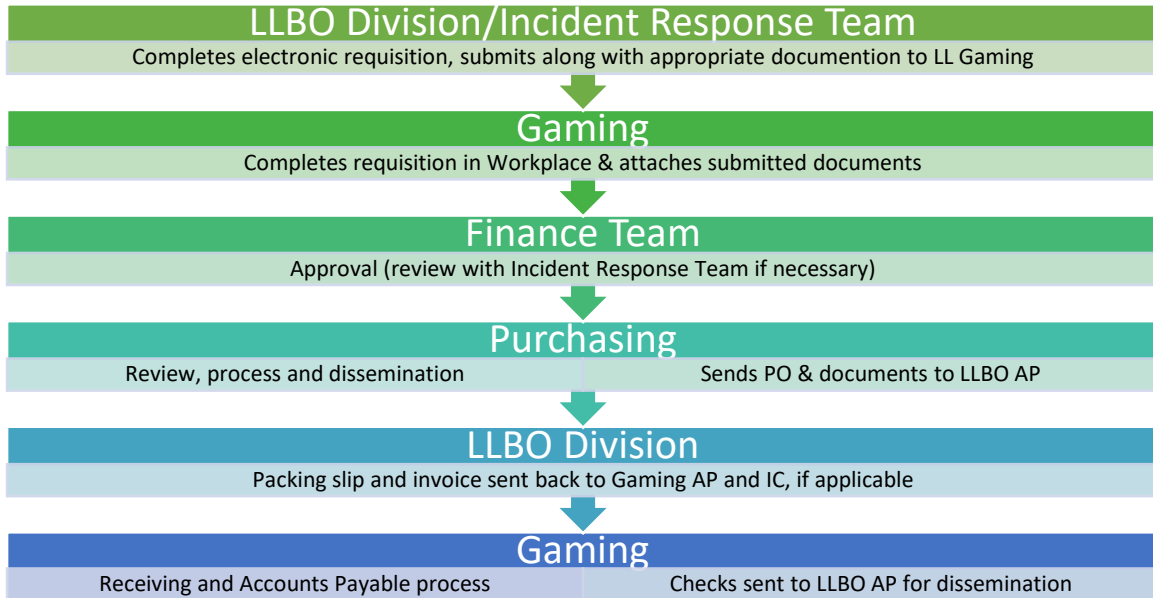 LLBO Division/Incident Response Team
Completes electronic requisition, submits along with appropriate documention to LL Gaming
Gaming
Completes requisition in Workplace & attaches submitted documents
Finance Team
Approval (review with Incident Response Team if necessary)
Purchasing
Review, process and dissemination
Sends PO & documents to LLBO AP
LLBO Division
Packing slip and invoice sent back to Gaming AP and IC, if applicable
Gaming
Receiving and Accounts Payable process
Checks sent to LLBO AP for dissemination